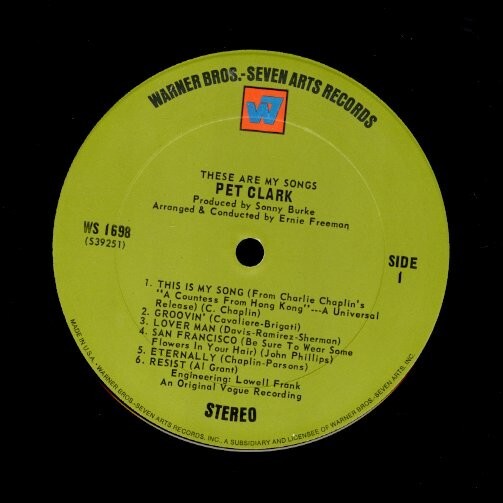 WARNER BROS.-SEVEN ARTS RECORDS
W7
THESE ARE MY SONGS
PET CLARK
Produced by Sonny Burke
Arranged & Conducted by Ernie Freeman
WS 1698
(S39251)
SIDE
1
1. THIS IS MY SONG (From Charlie Chaplin's
"A Countess From Hong Kong"---A Universal
Release) (C. Chaplin)
2. GROOVIN' (Cavaliere-Brigati)
3. LOVER MAN (Davis-Ramirez-Sherman)
4. SAN FRANCISCO (Be Sure To Wear Some
Flowers In Your Hair) (John Phillips)
5. ETERNALLY (Chaplin-Parsons)
6. RESIST (Al Grant)
Engineering: Lowell Frank
An Original Vogue Recording
STEREO
MADE IN U.S.A. - WARNER BROS.-SEVEN ARTS RECORDS, INC., A SUBSIDIARY AND LICENSEE OF WARNER BROS.-SEVEN ARTS, INC.